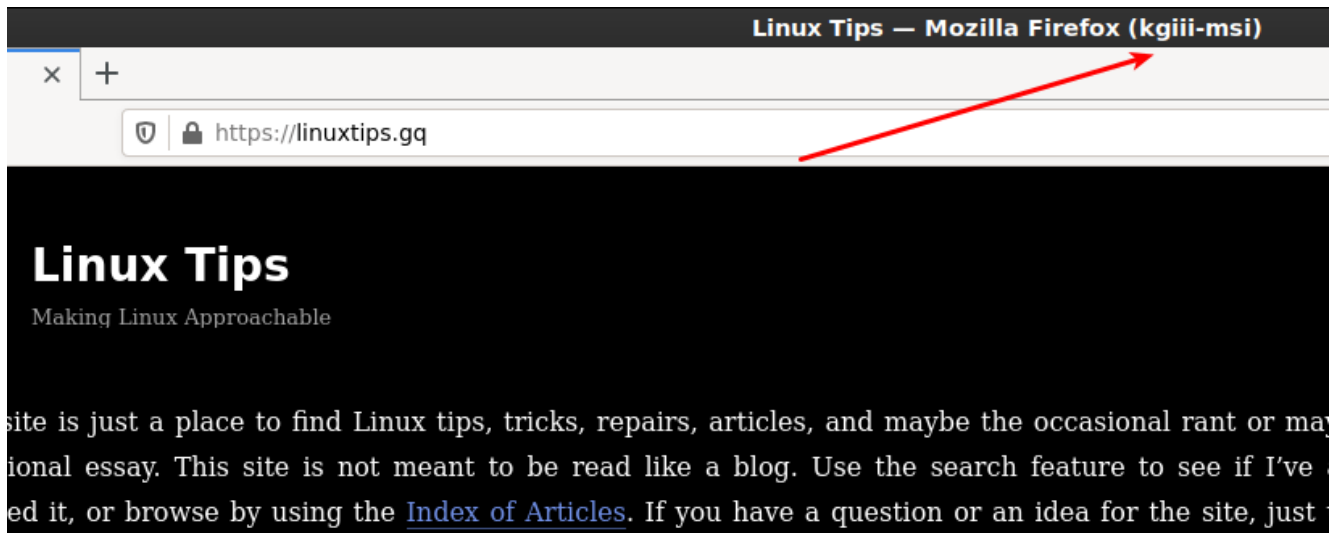 Linux Tips — Mozilla Firefox (kgiii-msi)
https://linuxtips.gq
Linux Tips
Making Linux Approachable
site is just a place to find Linux tips, tricks, repairs, articles, and maybe the occasional rant or may
ional essay. This site is not meant to be read like a blog. Use the search feature to see if I’ve
ed it, or browse by using the Index of Articles. If you have a question or an idea for the site, just